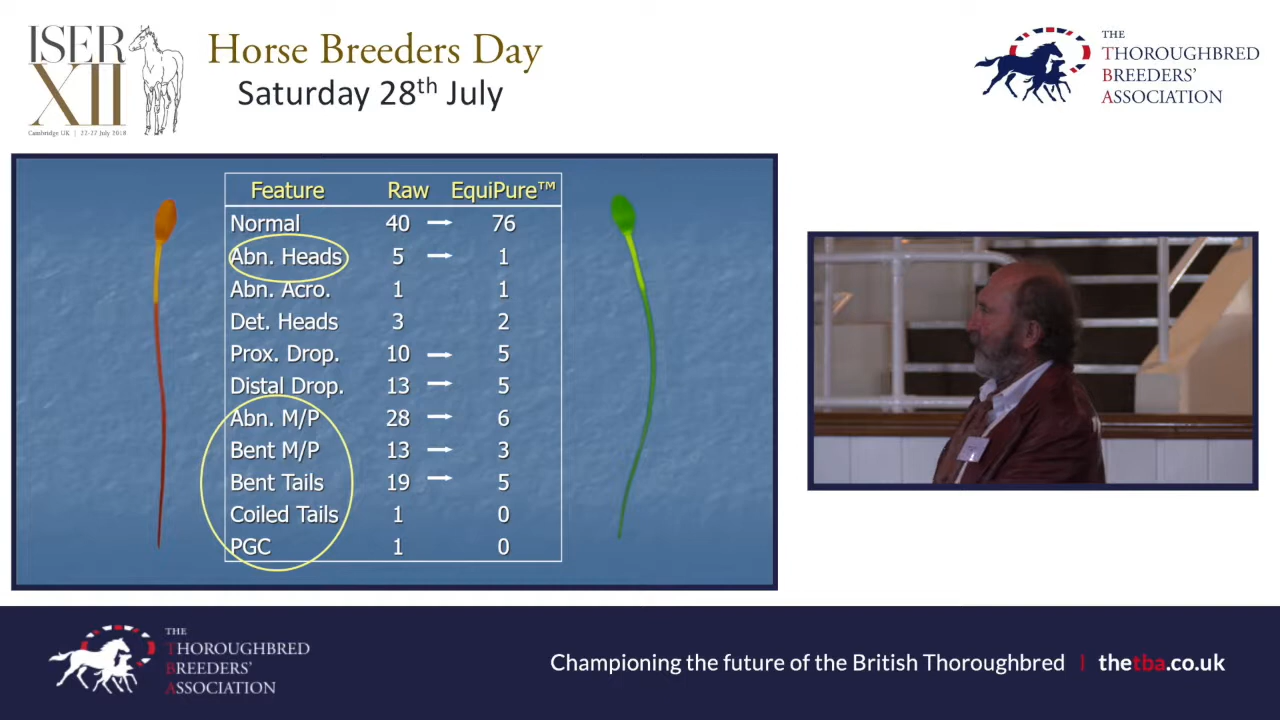 ISER
XII
Cambridge UK | 22-27 July 2018
Horse Breeders Day
Saturday 28th July
THE
THOROUGHBRED
BREEDERS'
ASSOCIATION
Feature Raw EquiPure™
Normal 40 → 76
Abn. Heads 5 → 1
Abn. Acro. 1 1
Det. Heads 3 2
Prox. Drop. 10 → 5
Distal Drop. 13 → 5
Abn. M/P 28 → 6
Bent M/P 13 → 3
Bent Tails 19 → 5
Coiled Tails 1 0
PGC 1 0
THE
THOROUGHBRED
BREEDERS'
ASSOCIATION
Championing the future of the British Thoroughbred | thetba.co.uk